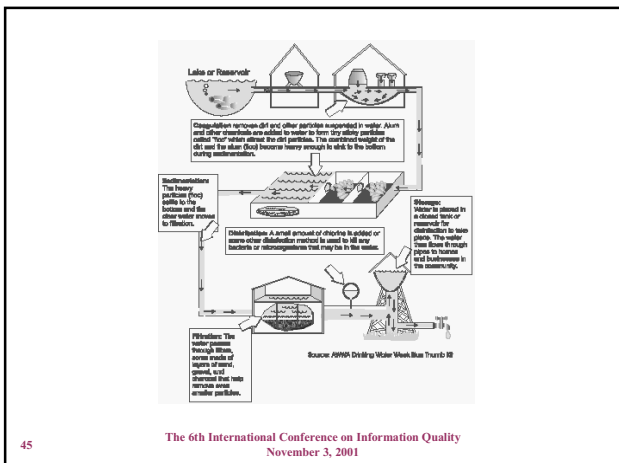 Lake or Reservoir
Coagulation removes dirt and other particles suspended in water. Alum
and other chemicals are added to water to form tiny sticky particles
called "floc" which attract the dirt particles. The combined weight of the
dirt and the alum (floc) become heavy enough to sink to the bottom
during sedimentation.
Sedimentation:
The heavy
particles (floc)
settle to the
bottom and the
clear water moves
to filtration.
Storage:
Water is placed in
a closed tank or
reservoir for
disinfection to take
place. The water
then flows through
pipes to homes
and businesses in
the community.
Disinfection: A small amount of chlorine is added or
some other disinfection method is used to kill any
bacteria or microorganisms that may be in the water.
Filtration: The
water passes
through filters,
some made of
layers of sand,
gravel, and
charcoal that help
remove even
smaller particles.
Source: AWWA Drinking Water Week Blue Thumb Kit
45
The 6th International Conference on Information Quality
November 3, 2001